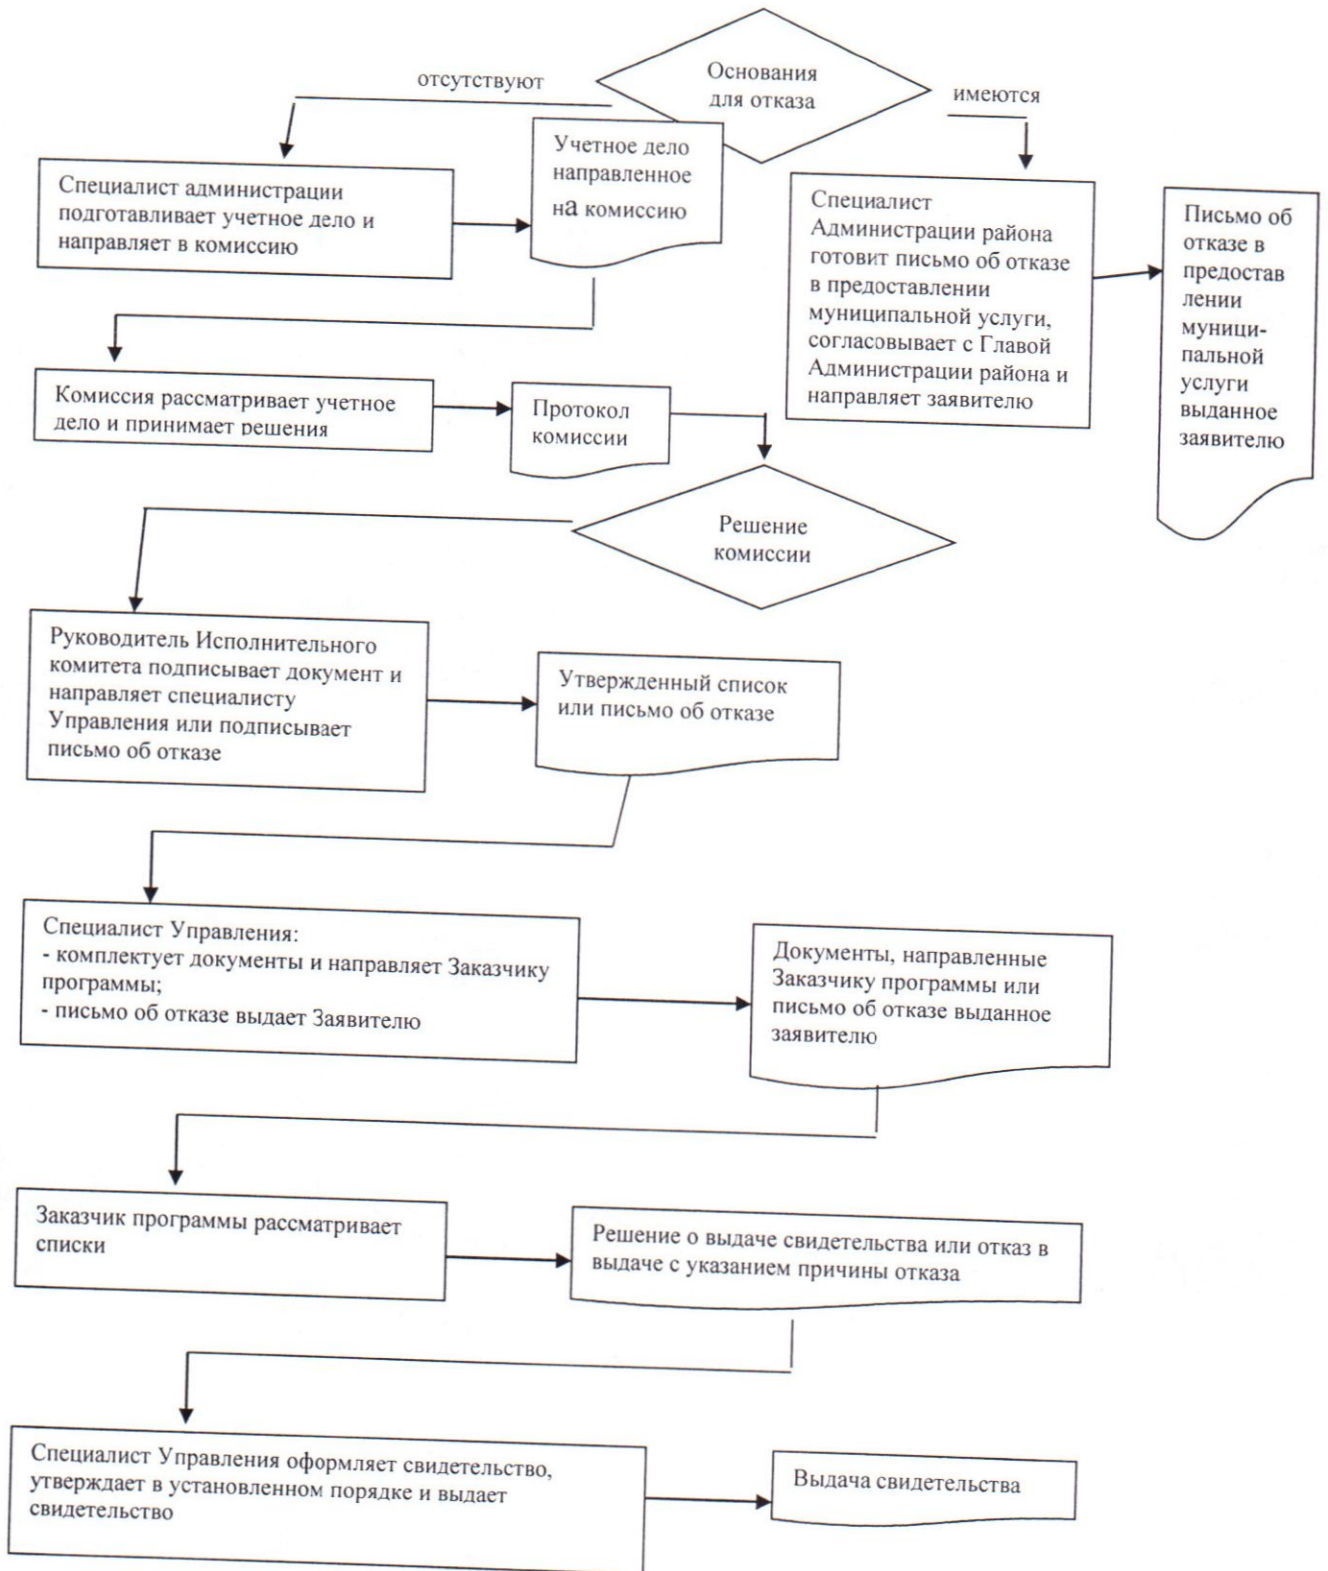 Основания
для отказа
отсутствуют
имеются
Учетное дело
направленное
на комиссию
Специалист администрации
подготавливает учетное дело и
направляет в комиссию
Специалист
Администрации района
готовит письмо об отказе
в предоставлении
муниципальной услуги,
согласовывает с Главой
Администрации района и
направляет заявителю
Письмо об
отказе в
предостав
лении
муници-
пальной
услуги
выданное
заявителю
Комиссия рассматривает учетное
дело и принимает решения
Протокол
комиссии
Решение
комиссии
Руководитель Исполнительного
комитета подписывает документ и
направляет специалисту
Управления или подписывает
письмо об отказе
Утвержденный список
или письмо об отказе
Специалист Управления:
- комплектует документы и направляет Заказчику
программы;
- письмо об отказе выдает Заявителю
Документы, направленные
Заказчику программы или
письмо об отказе выданное
заявителю
Заказчик программы рассматривает
списки
Решение о выдаче свидетельства или отказ в
выдаче с указанием причины отказа
Специалист Управления оформляет свидетельство,
утверждает в установленном порядке и выдает
свидетельство
Выдача свидетельства